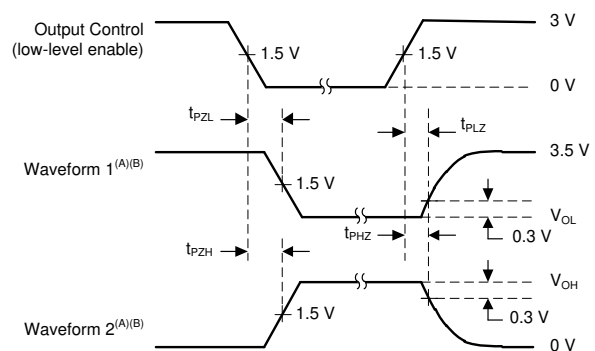 Output Control
(low-level enable)
3 V
1.5 V
1.5 V
0 V
tPZL
tPLZ
Waveform 1(A)(B)
3.5 V
1.5 V
VOL
0.3 V
tPZH
tPHZ
VOH
1.5 V
0.3 V
Waveform 2(A)(B)
0 V